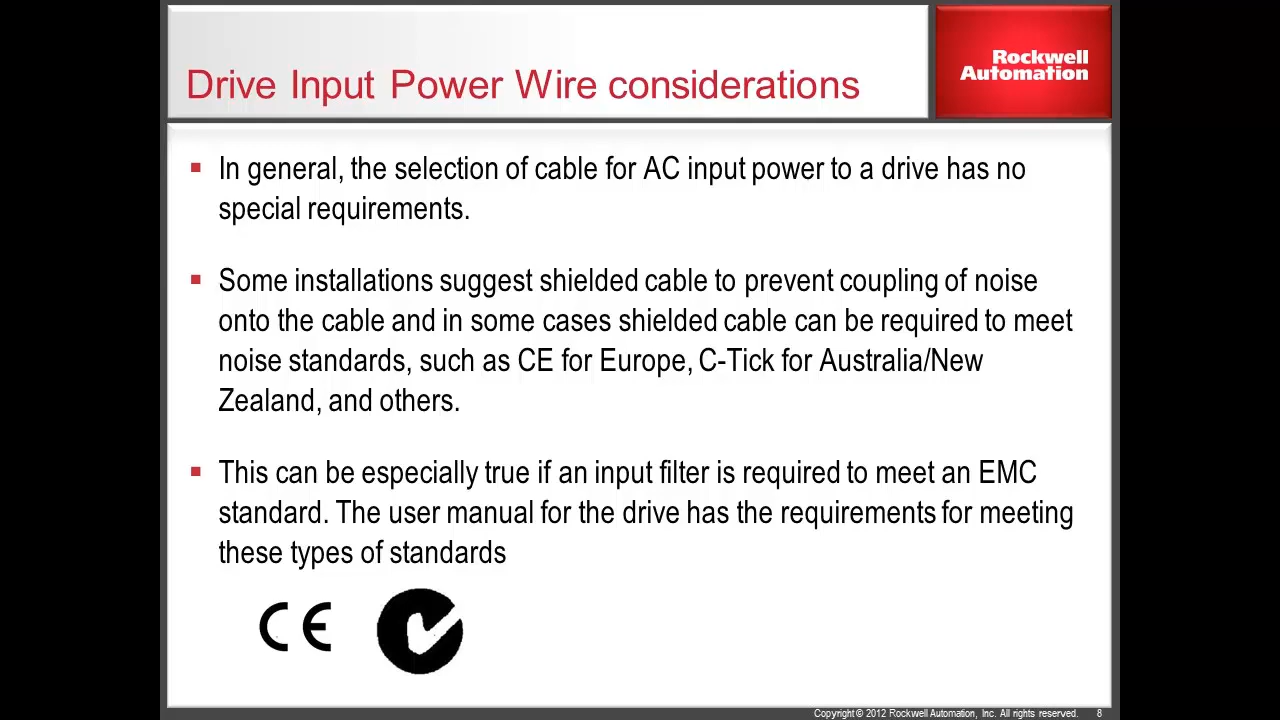 Drive Input Power Wire considerations
Rockwell
Automation
▪ In general, the selection of cable for AC input power to a drive has no
special requirements.
▪ Some installations suggest shielded cable to prevent coupling of noise
onto the cable and in some cases shielded cable can be required to meet
noise standards, such as CE for Europe, C-Tick for Australia/New
Zealand, and others.
▪ This can be especially true if an input filter is required to meet an EMC
standard. The user manual for the drive has the requirements for meeting
these types of standards
CE
Copyright © 2012 Rockwell Automation, Inc. All rights reserved. 8